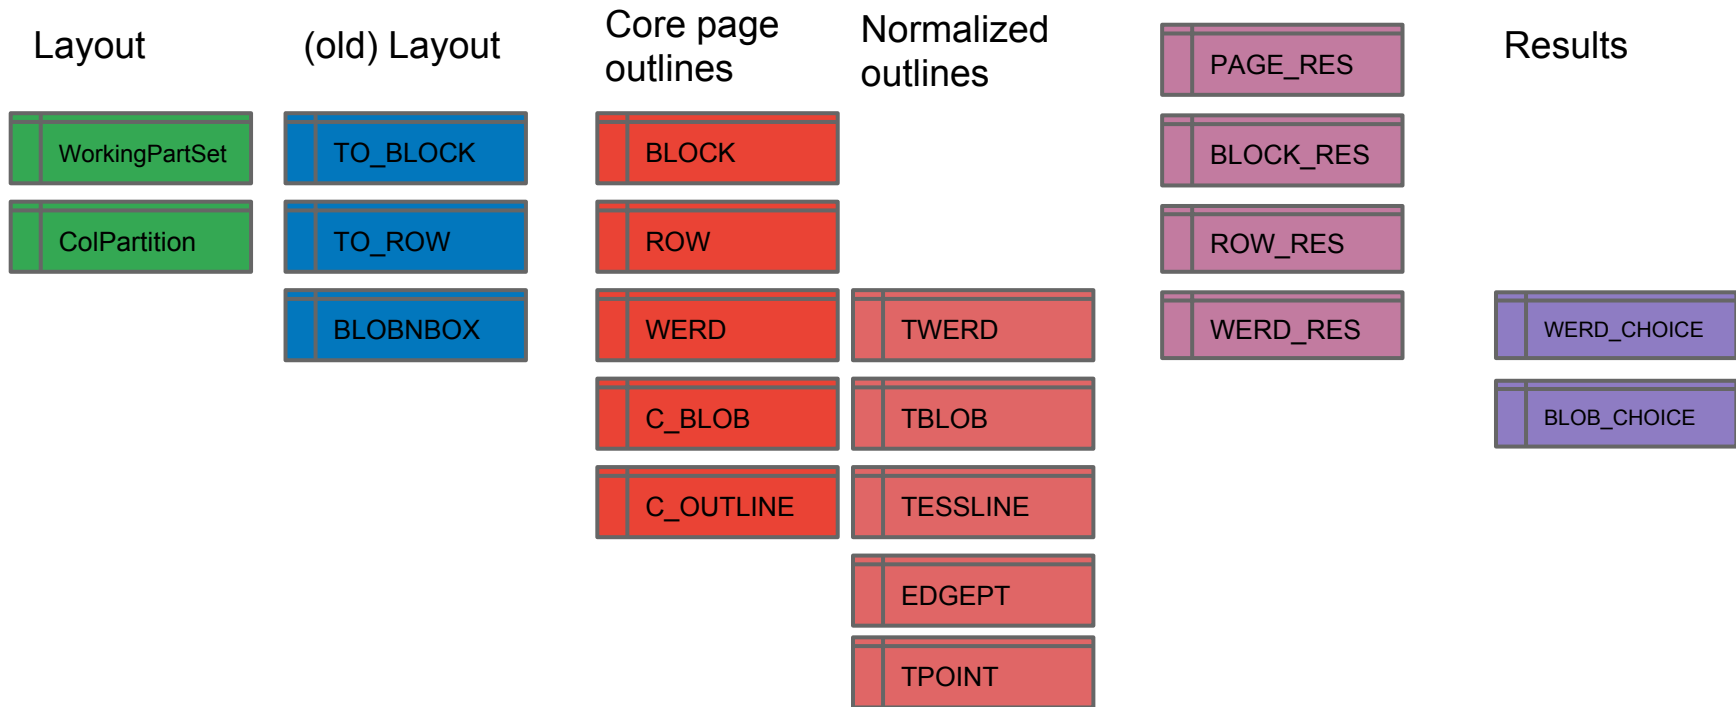 Layout
WorkingPartSet
ColPartition
(old) Layout
TO_BLOCK
TO_ROW
BLOBNBOX
Core page
outlines
BLOCK
ROW
WERD
C_BLOB
C_OUTLINE
Normalized
outlines
TWERD
TBLOB
TESSLINE
EDGEPT
TPOINT
PAGE_RES
BLOCK_RES
ROW_RES
WERD_RES
Results
WERD_CHOICE
BLOB_CHOICE